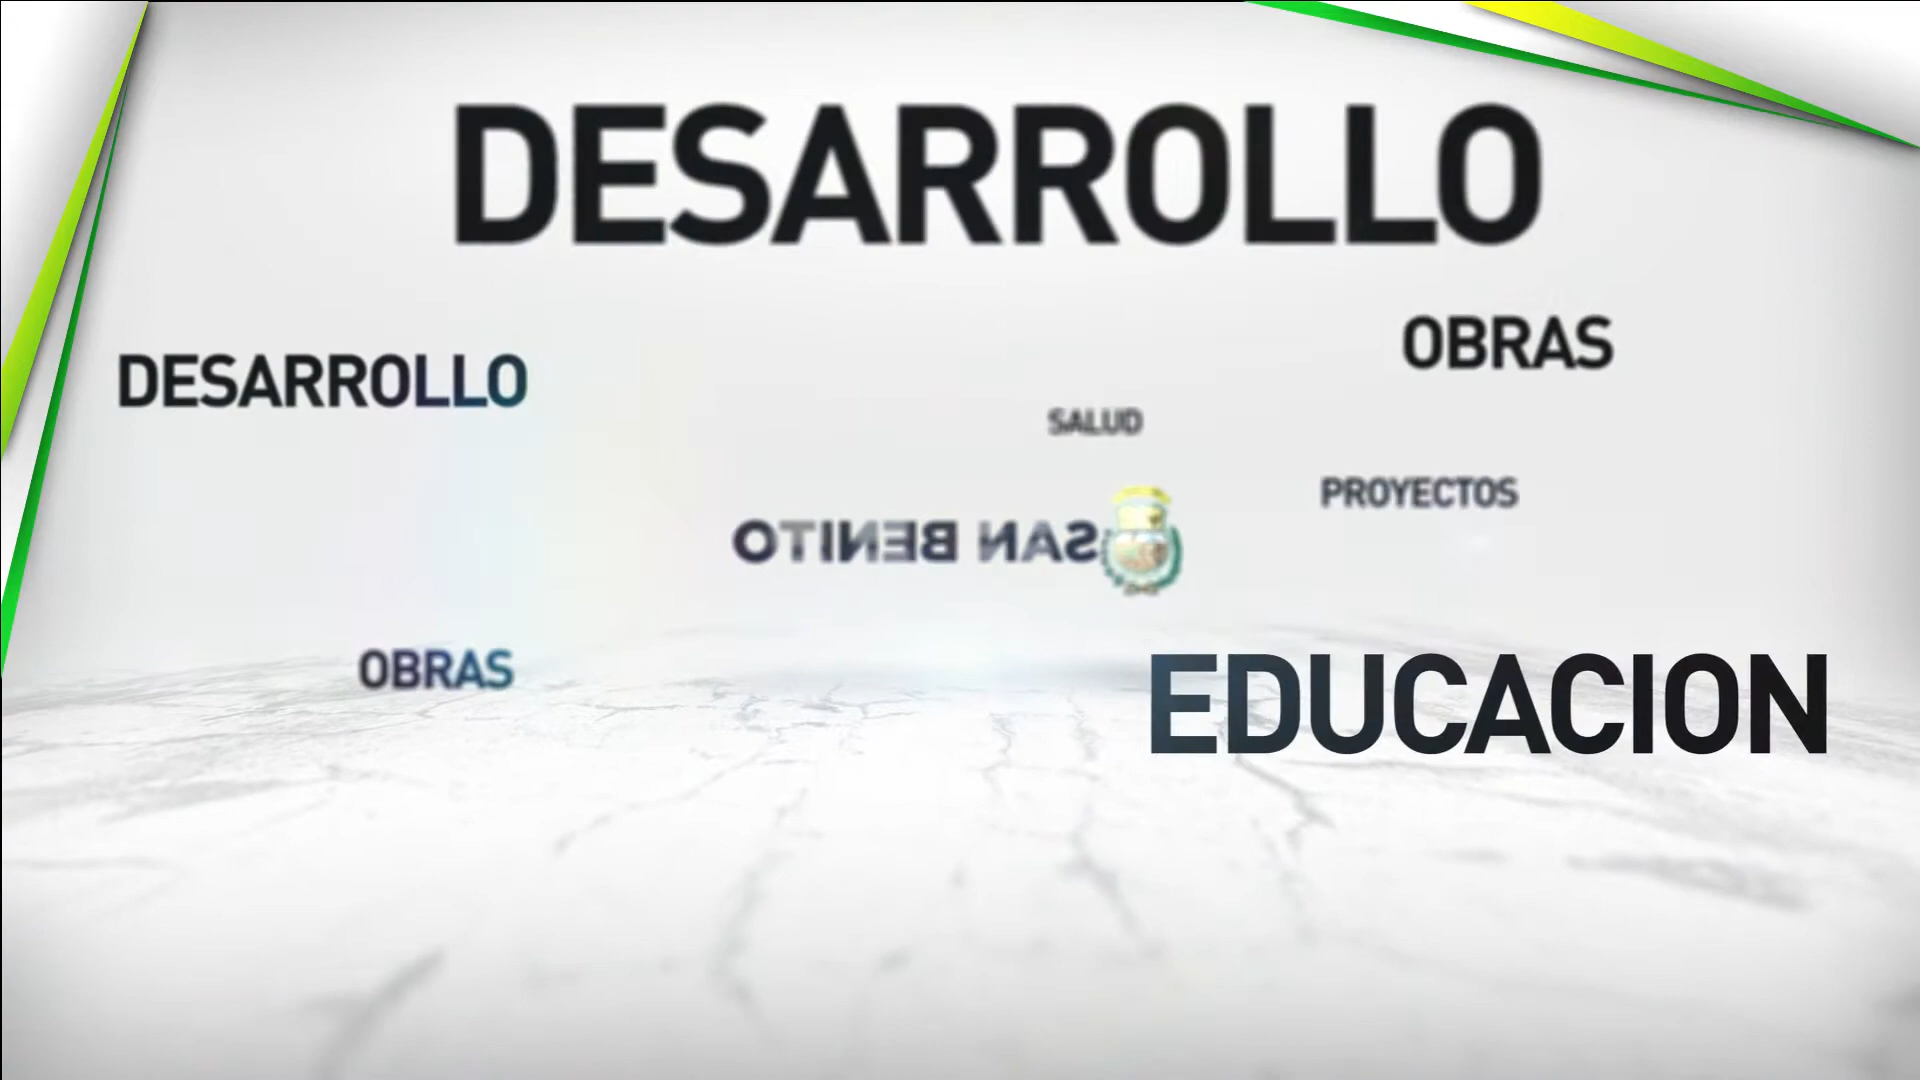 DESARROLLO
OBRAS
DESARROLLO
SALUD
PROYECTOS
SAN BENITO
OBRAS
EDUCACION